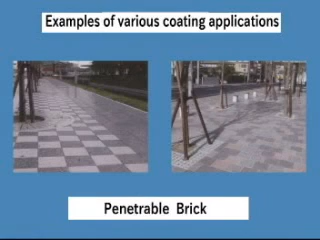 Examples of various coating applications
Penetrable Brick